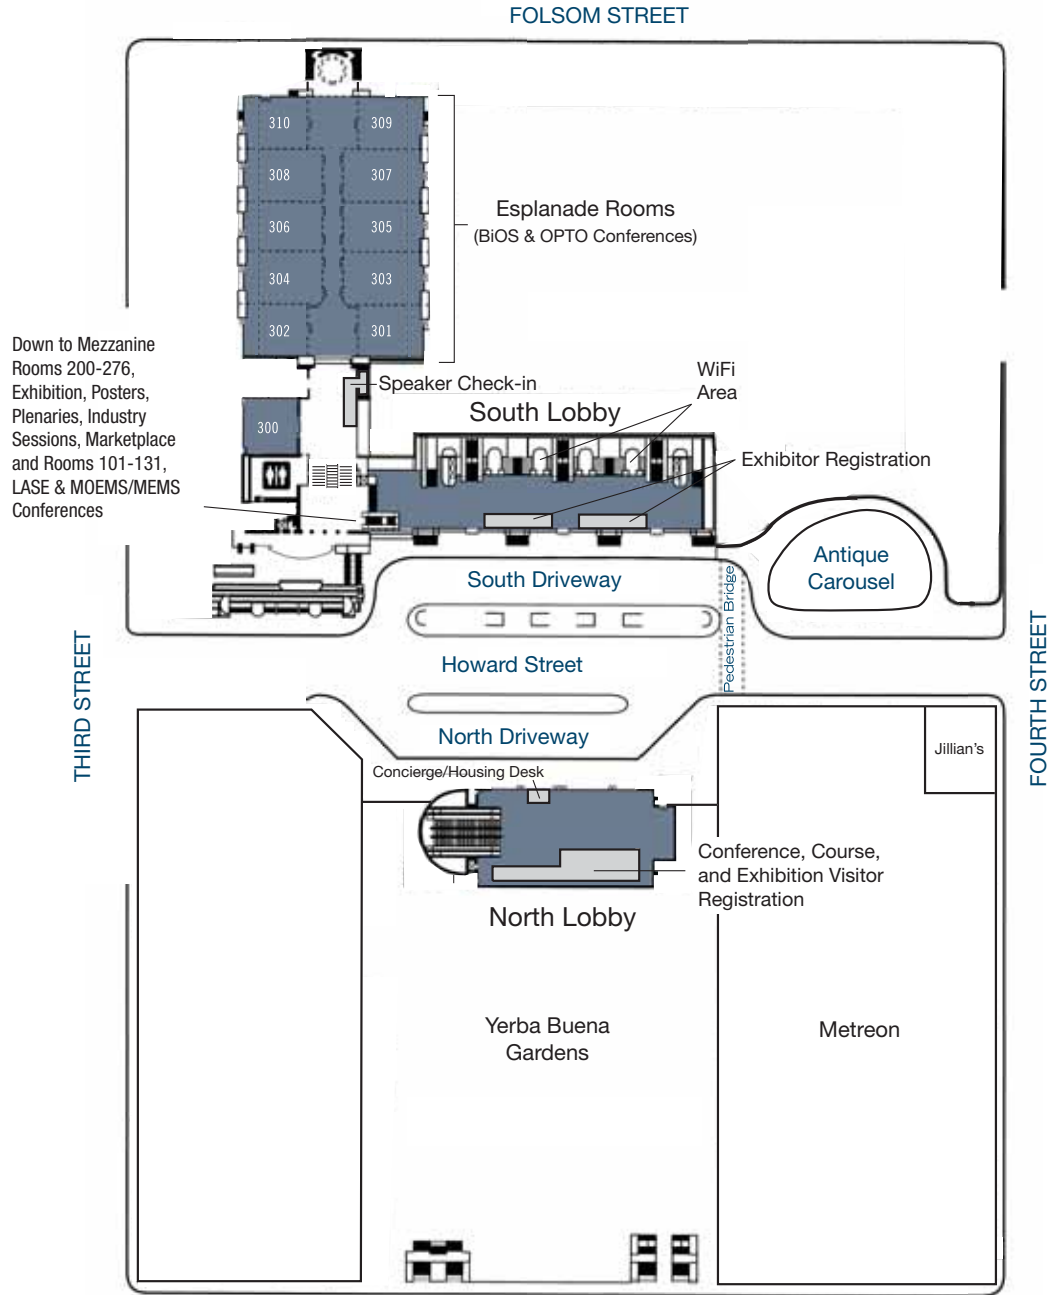 FOLSOM STREET
310
309
308
307
306
305
304
303
302
301
Esplanade Rooms
(BiOS & OPTO Conferences)
Down to Mezzanine
Rooms 200-276,
Exhibition, Posters,
Plenaries, Industry
Sessions, Marketplace
and Rooms 101-131,
LASE & MOEMS/MEMS
Conferences
Speaker Check-in
WiFi
Area
300
South Lobby
Exhibitor Registration
South Driveway
Antique
Carousel
Pedestrian Bridge
Howard Street
THIRD STREET
FOURTH STREET
North Driveway
Jillian's
Concierge/Housing Desk
Conference, Course,
and Exhibition Visitor
Registration
North Lobby
Yerba Buena
Gardens
Metreon